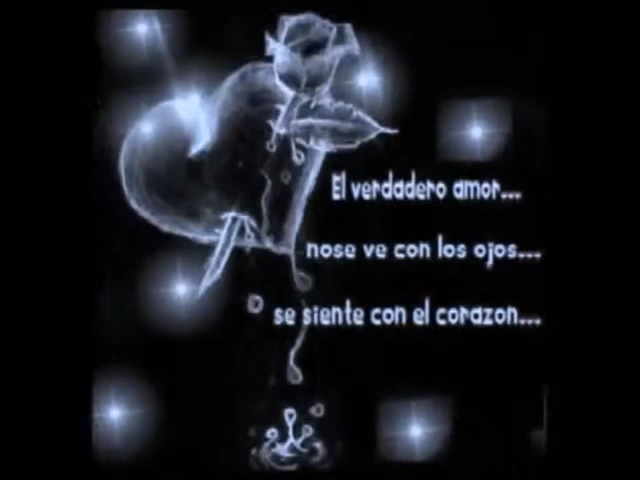 El verdadero amor...
nose ve con los ojos...
se siente con el corazon...